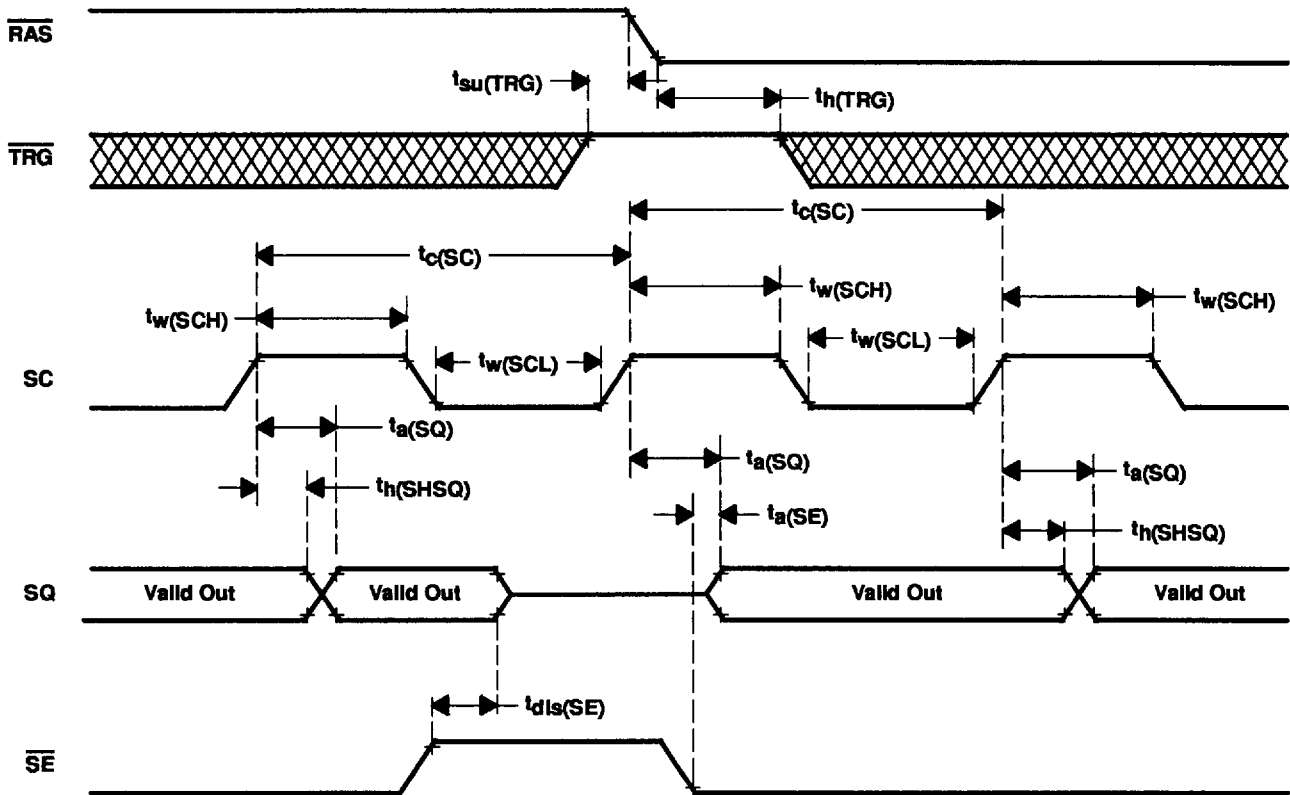 RAS
tsu(TRG)
th(TRG)
TRG
tc(SC)
tc(SC)
tw(SCH)
tw(SCH)
tw(SCH)
tw(SCL)
tw(SCL)
SC
ta(SQ)
ta(SQ)
ta(SQ)
th(SHSQ)
ta(SE)
th(SHSQ)
SQ
Valid Out
Valid Out
Valid Out
Valid Out
tdis(SE)
SE